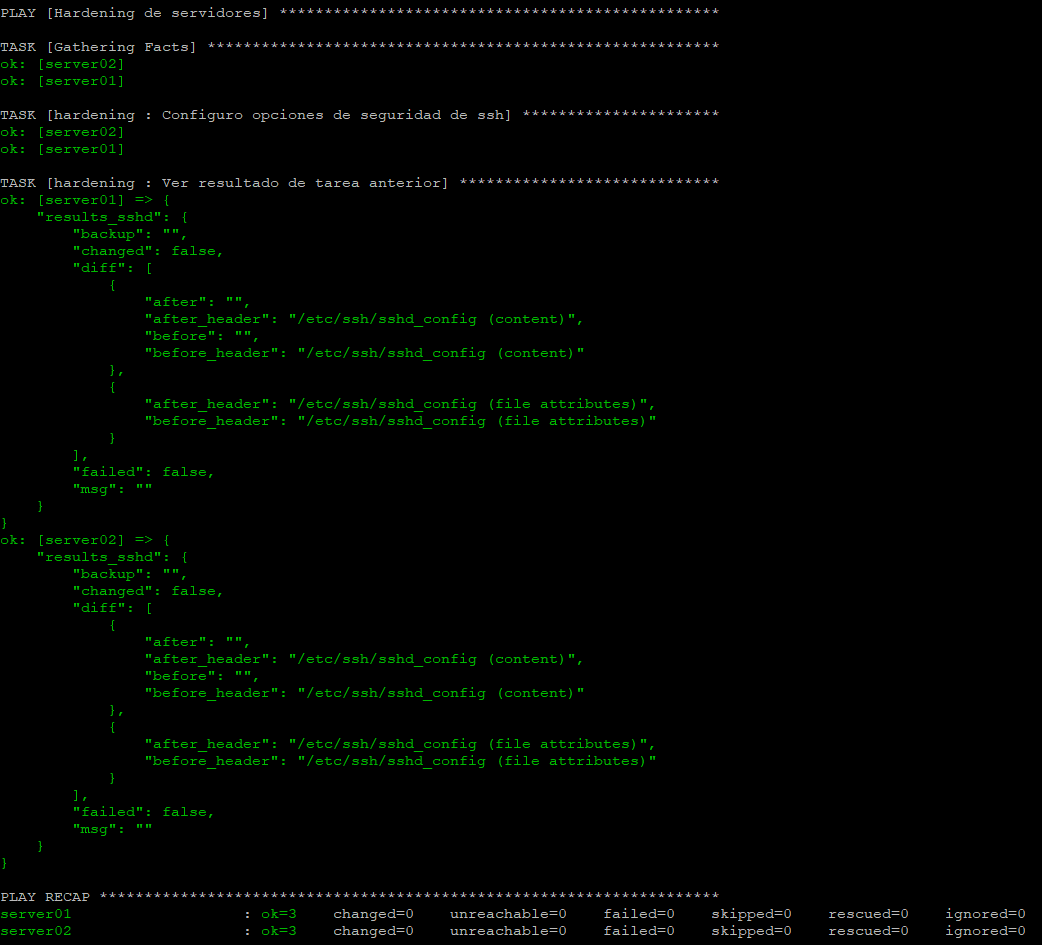 PLAY [Hardening de servidores] *************************************************

TASK [Gathering Facts] *********************************************************
ok: [server02]
ok: [server01]

TASK [hardening : Configuro opciones de seguridad de ssh] **********************
ok: [server02]
ok: [server01]

TASK [hardening : Ver resultado de tarea anterior] *****************************
ok: [server01] => {
    "results_sshd": {
        "backup": "",
        "changed": false,
        "diff": [
            {
                "after": "",
                "after_header": "/etc/ssh/sshd_config (content)",
                "before": "",
                "before_header": "/etc/ssh/sshd_config (content)"
            },
            {
                "after_header": "/etc/ssh/sshd_config (file attributes)",
                "before_header": "/etc/ssh/sshd_config (file attributes)"
            }
        ],
        "failed": false,
        "msg": ""
    }
}
ok: [server02] => {
    "results_sshd": {
        "backup": "",
        "changed": false,
        "diff": [
            {
                "after": "",
                "after_header": "/etc/ssh/sshd_config (content)",
                "before": "",
                "before_header": "/etc/ssh/sshd_config (content)"
            },
            {
                "after_header": "/etc/ssh/sshd_config (file attributes)",
                "before_header": "/etc/ssh/sshd_config (file attributes)"
            }
        ],
        "failed": false,
        "msg": ""
    }
}

PLAY RECAP *********************************************************************
server01                   : ok=3    changed=0    unreachable=0    failed=0    skipped=0    rescued=0    ignored=0
server02                   : ok=3    changed=0    unreachable=0    failed=0    skipped=0    rescued=0    ignored=0